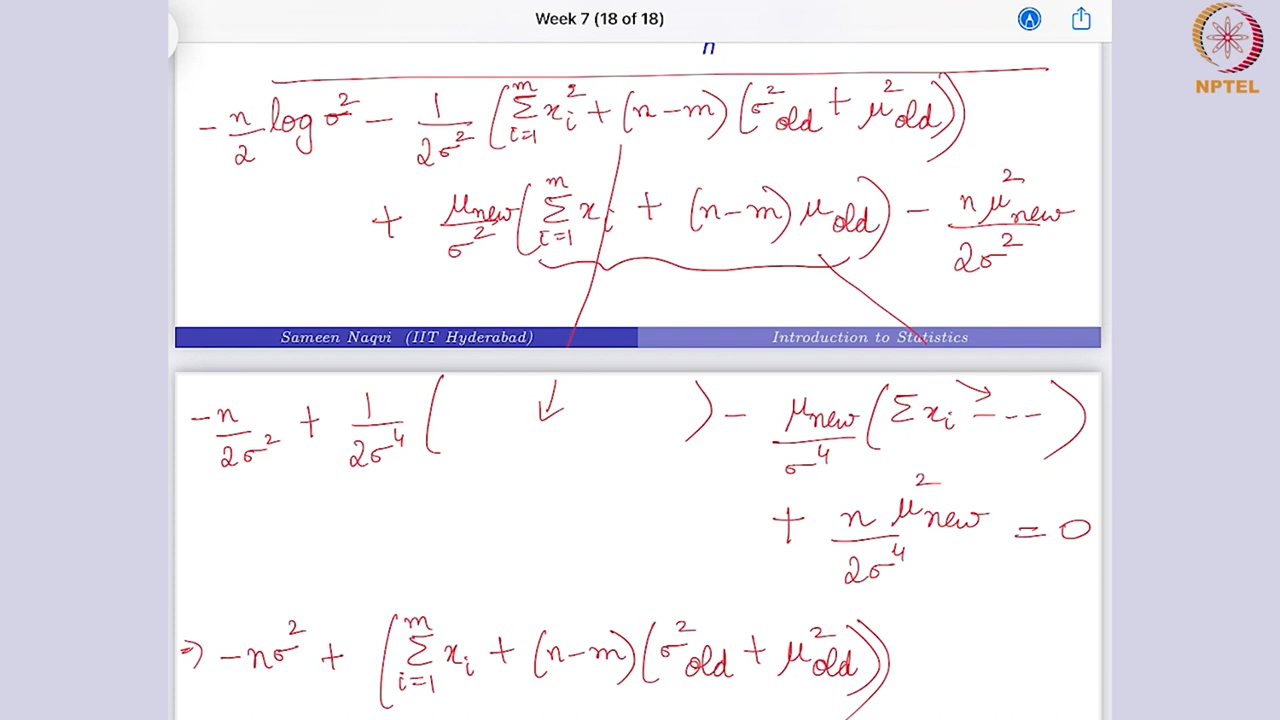 Week 7 (18 of 18)
NPTEL
n
- n/2 log σ² - 1/2σ² (Σ_{i=1}^{m} x_i² + (n-m)(σ²_old + μ²_old))
+ μ_new/σ² (Σ_{i=1}^{m} x_i + (n-m) μ_old) - nμ²_new/2σ²
Sameen Naqvi (IIT Hyderabad) Introduction to Statistics
-n/2σ² + 1/2σ⁴ ( ↙ ) - μ_new/σ⁴ (Σ x_i - - -)
+ n μ²_new/2σ⁴ = 0
⇒ -nσ² + (Σ_{i=1}^{m} x_i + (n-m)(σ²_old + μ²_old))